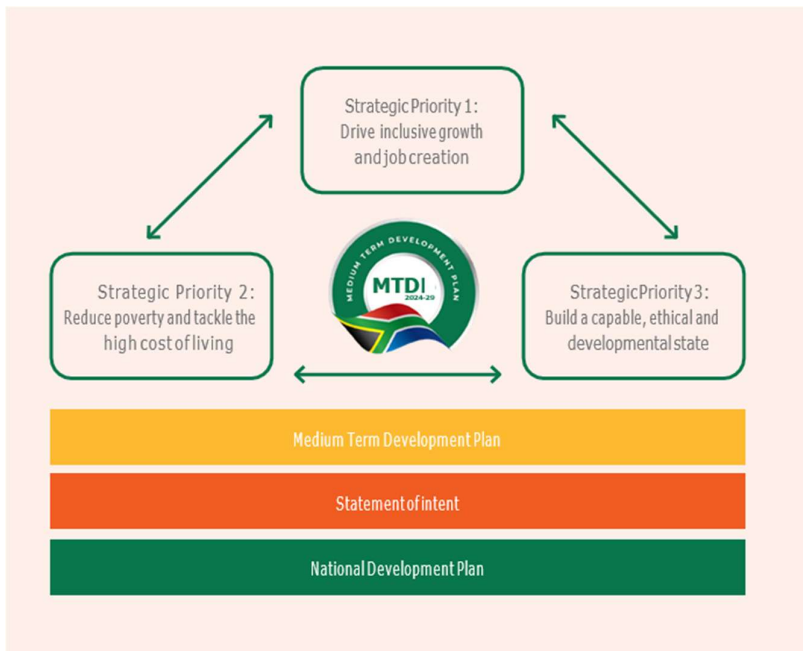 Strategic Priority 1:
Drive inclusive growth
and job creation
MEDIUM TERM DEVELOPMENT PLAN
MTDI
2024-29
Strategic Priority 2:
Reduce poverty and tackle the
high cost of living
Strategic Priority 3:
Build a capable, ethical and
developmental state
Medium Term Development Plan
Statement of intent
National Development Plan